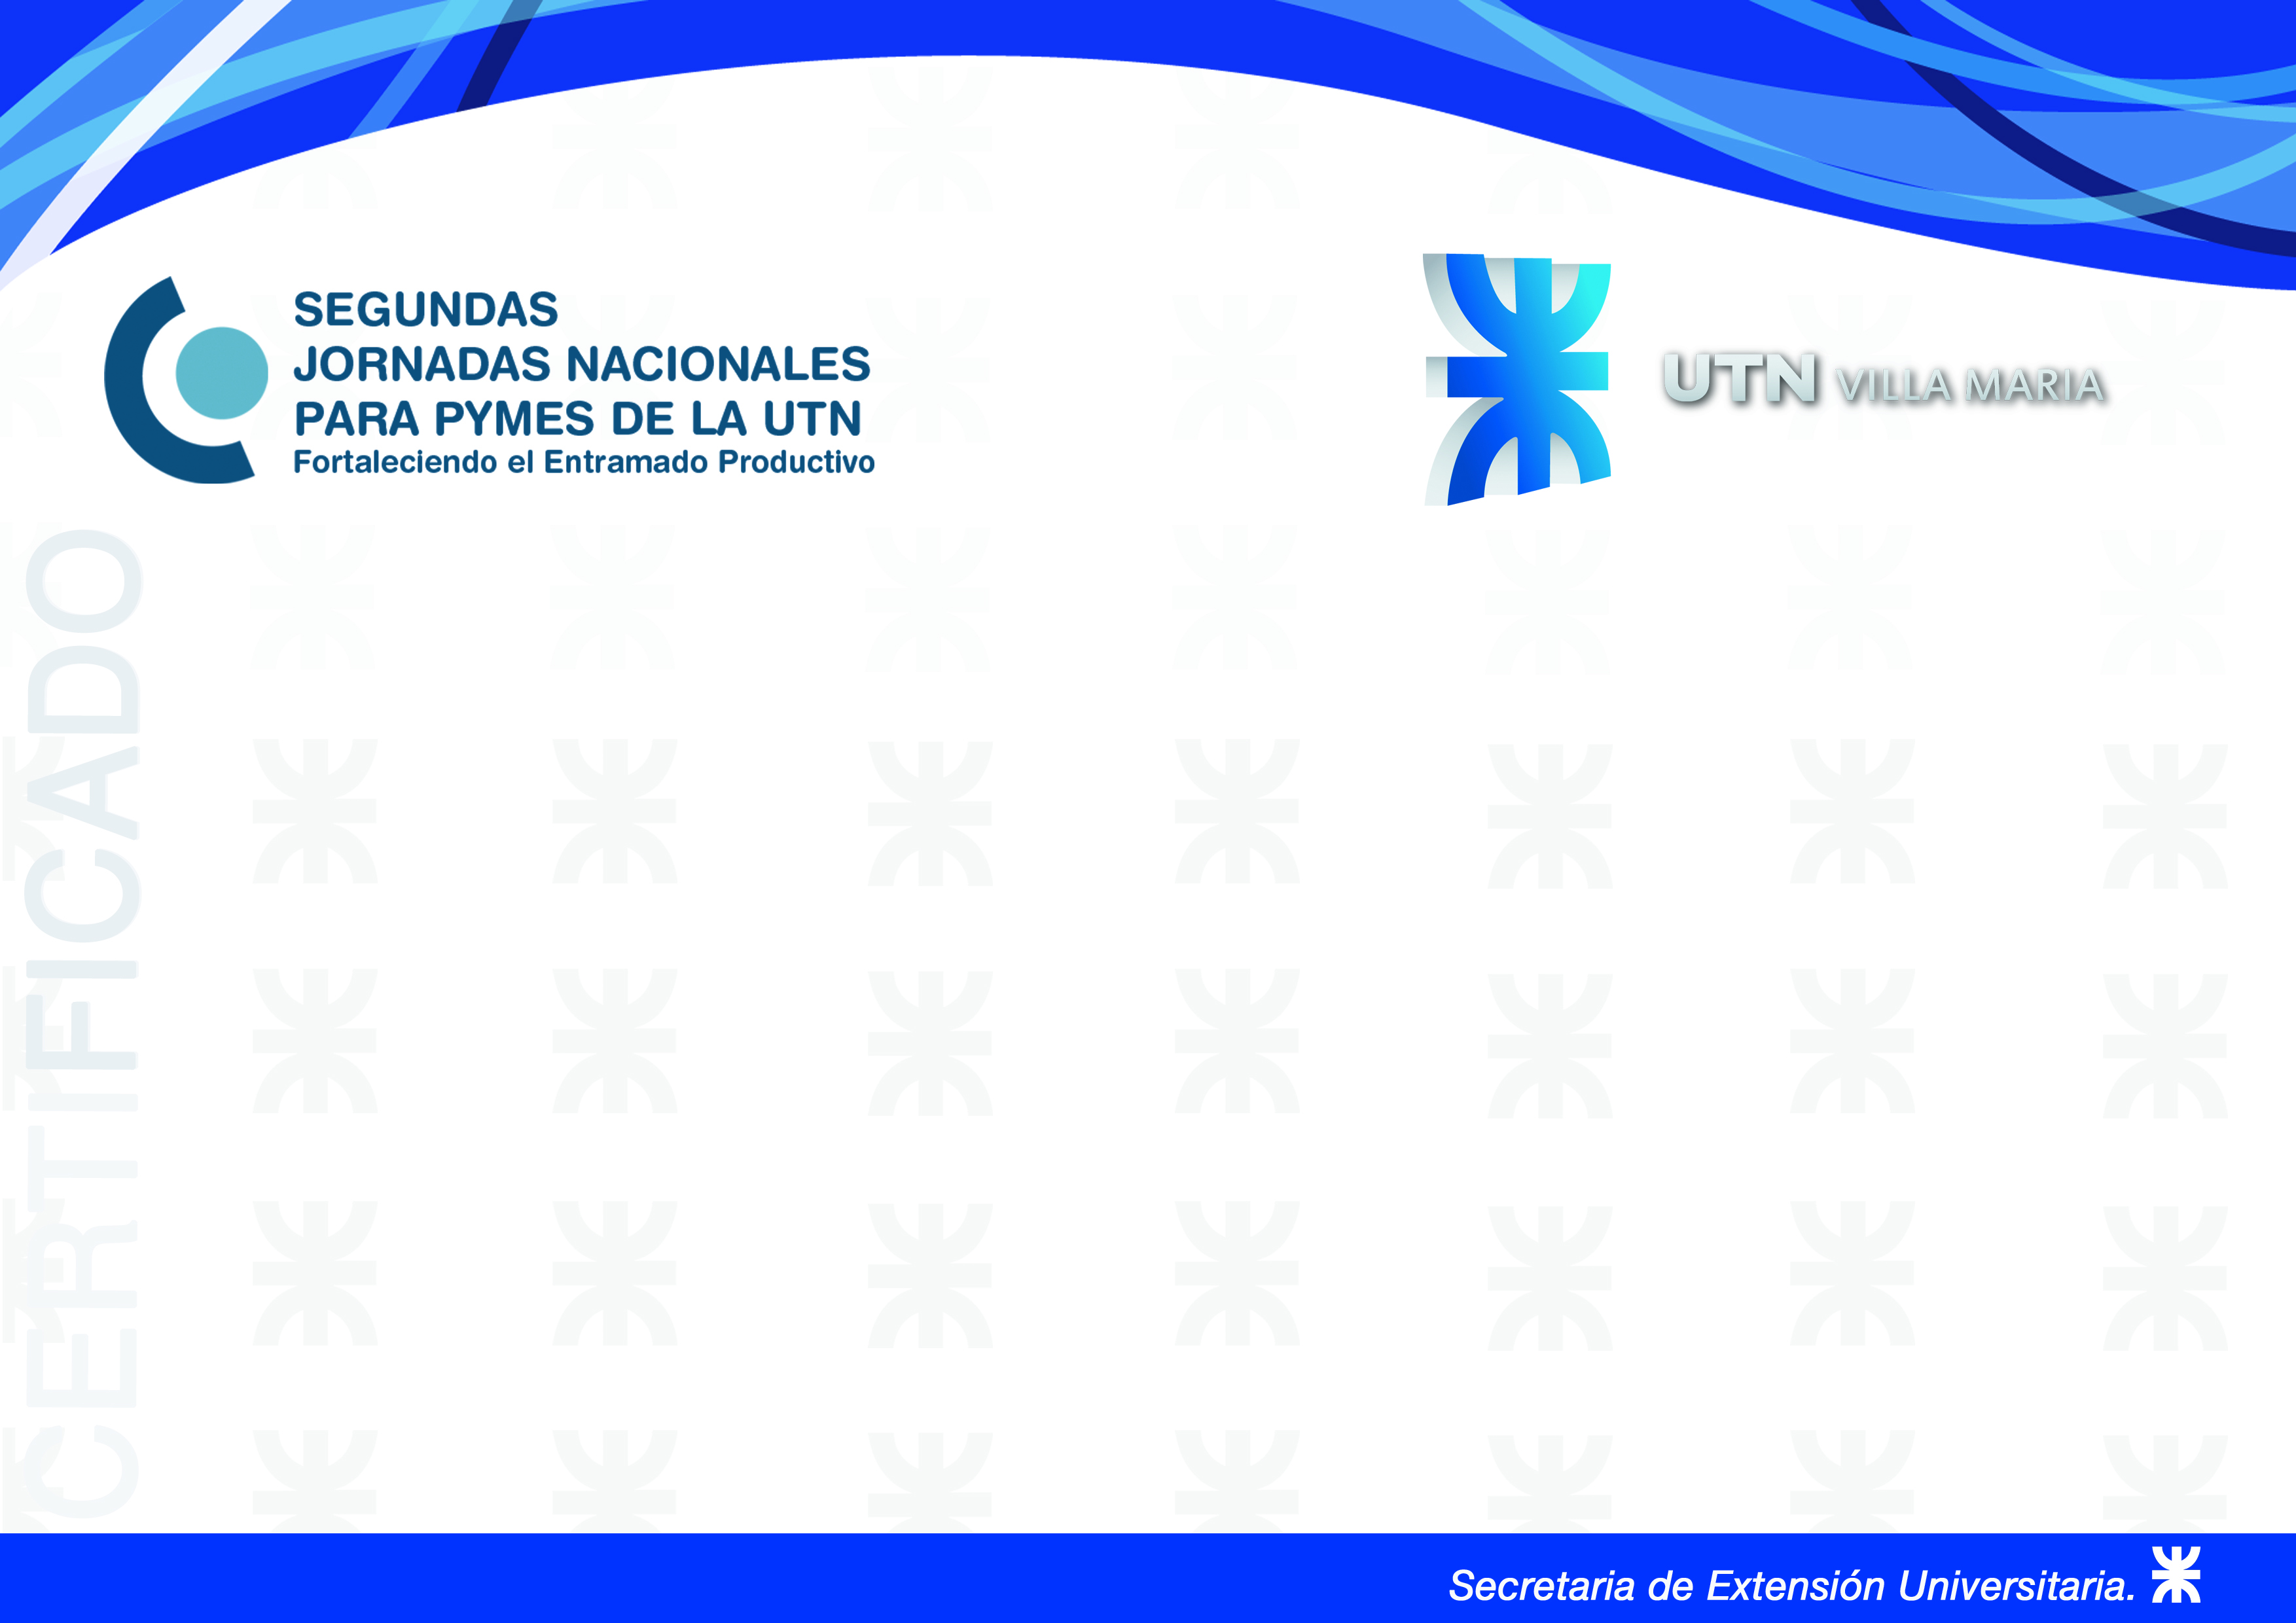 SEGUNDAS
JORNADAS NACIONALES
PARA PYMES DE LA UTN
Fortaleciendo el Entramado Productivo
UTN VILLA MARIA
CERTIFICADO
Secretaria de Extensión Universitaria.